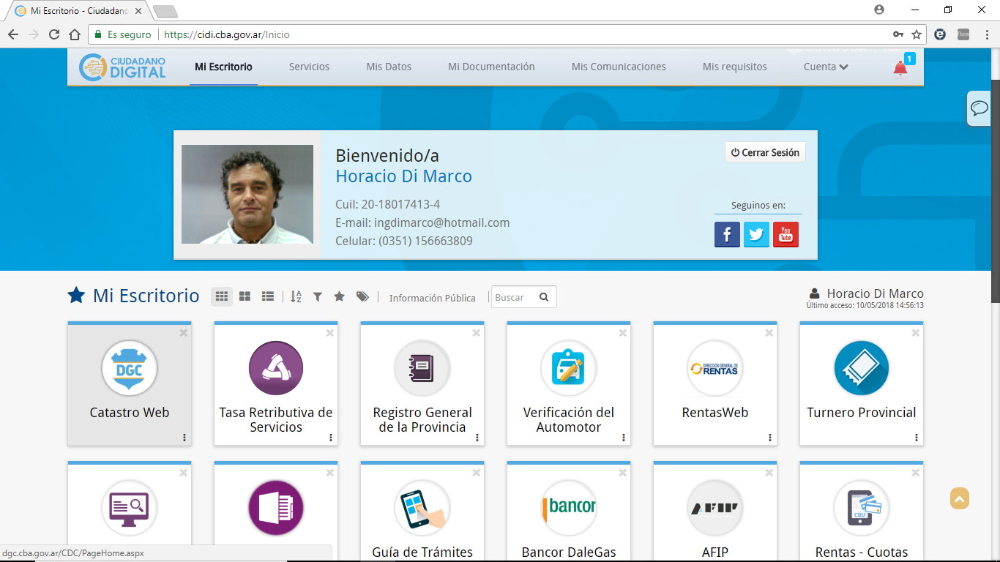 Mi Escritorio - Ciudadano
Es seguro
https://cidi.cba.gov.ar/Inicio
CIUDADANO
DIGITAL
Mi Escritorio
Servicios
Mis Datos
Mi Documentación
Mis Comunicaciones
Mis requisitos
Cuenta
1
Bienvenido/a
Horacio Di Marco
Cuil: 20-18017413-4
E-mail: ingdimarco@hotmail.com
Celular: (0351) 156663809
Cerrar Sesión
Seguinos en:
f
You
Tube
Mi Escritorio
A
Z
Información Pública
Buscar
Horacio Di Marco
Último acceso: 10/05/2018 14:56:13
DGC
Catastro Web
Tasa Retributiva de
Servicios
Registro General
de la Provincia
Verificación del
Automotor
DIRECCION GENERAL DE
RENTAS
RentasWeb
Turnero Provincial
Guía de Trámites
bancor
Bancor DaleGas
AFIP
AFIP
CBU
Rentas - Cuotas
dgc.cba.gov.ar/CDC/PageHome.aspx